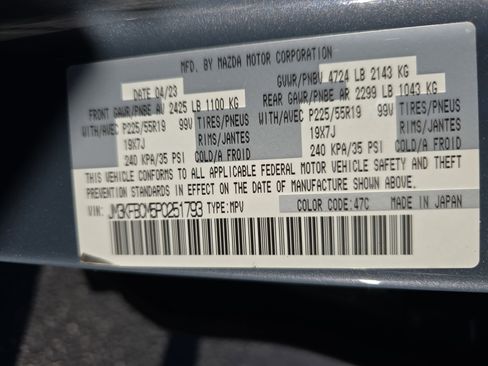 MFD. BY MAZDA MOTOR CORPORATION
DATE 04/23
GVWR/PNBV 4724 LB 2143 KG
FRONT GAWR/PNBE AV 2425 LB 1100 KG
REAR GAWR/PNBE AR 2299 LB 1043 KG
WITH/AVEC P225/55R19 99V TIRES/PNEUS
WITH/AVEC P225/55R19 99V TIRES/PNEUS
19X7J RIMS/JANTES
19X7J RIMS/JANTES
240 KPA/35 PSI COLD/A FROID
240 KPA/35 PSI COLD/A FROID
THIS VEHICLE CONFORMS TO ALL APPLICABLE FEDERAL MOTOR VEHICLE SAFETY AND THEFT
PREVENTION STANDARDS IN EFFECT ON THE DATE OF MANUFACTURE SHOWN ABOVE.
VIN: JM3KFBCM5P0251793 TYPE:MPV
COLOR CODE:47C MADE IN JAPAN